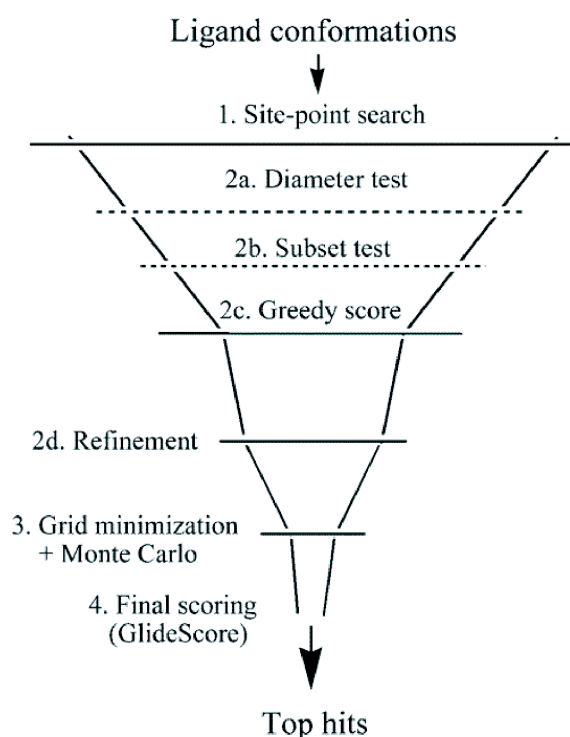 Ligand conformations
1. Site-point search
2a. Diameter test
2b. Subset test
2c. Greedy score
2d. Refinement
3. Grid minimization
+ Monte Carlo
4. Final scoring
(GlideScore)
Top hits